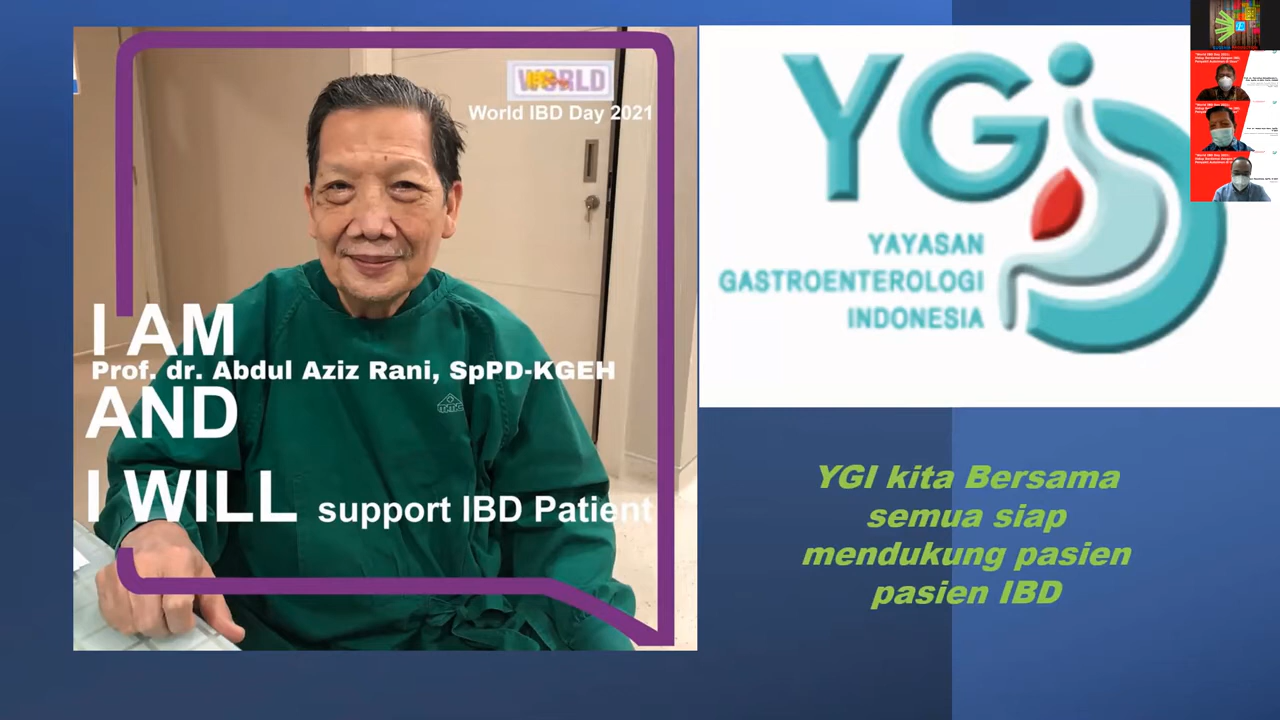 WORLD
World IBD Day 2021
I AM
Prof. dr. Abdul Aziz Rani, SpPD-KGEH
AND
I WILL support IBD Patient
YGI
YAYASAN
GASTROENTEROLOGI
INDONESIA
YGI kita Bersama
semua siap
mendukung pasien
pasien IBD